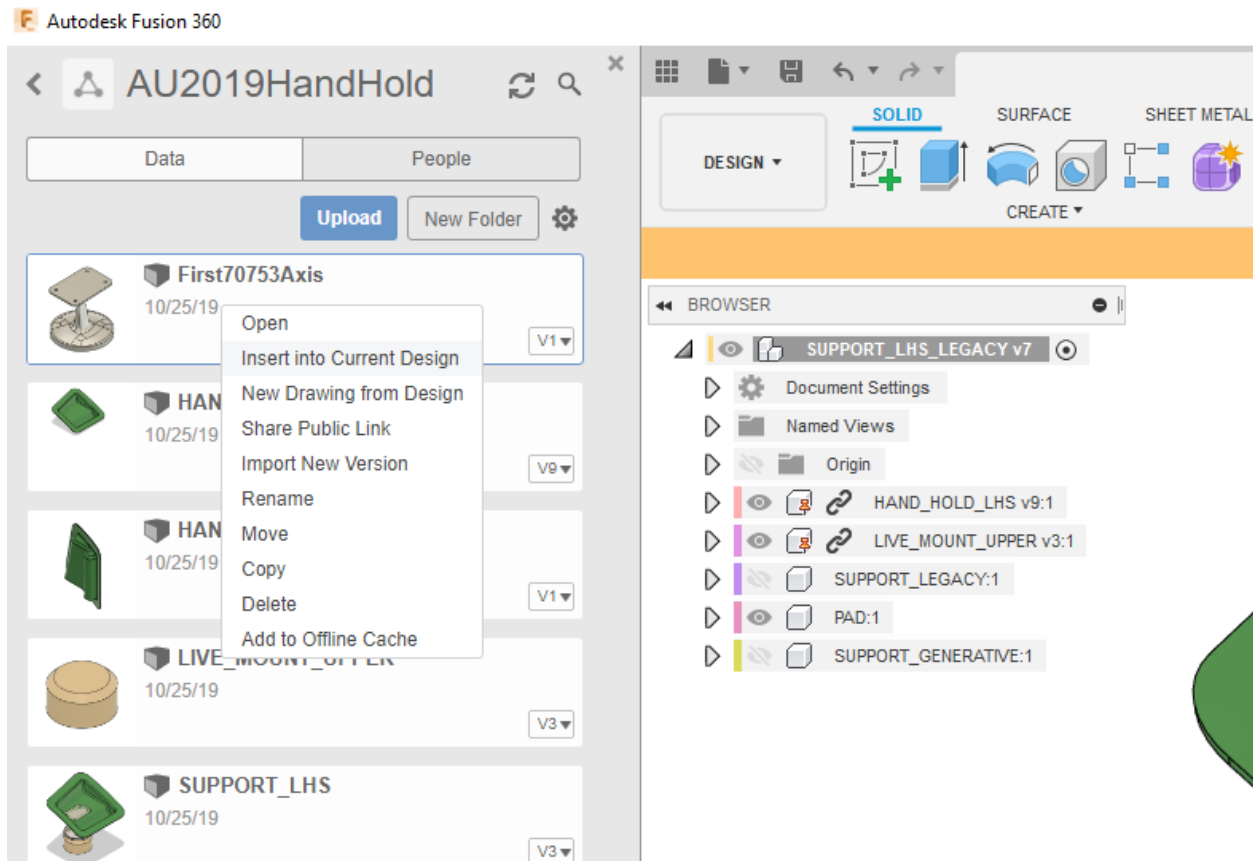 Autodesk Fusion 360
AU2019HandHold
Data
People
Upload
New Folder
First70753Axis
10/25/19
V1
Open
Insert into Current Design
New Drawing from Design
Share Public Link
Import New Version
Rename
Move
Copy
Delete
Add to Offline Cache
HAN
10/25/19
V9
HAN
10/25/19
V1
LIVE_MOUNT_UPPER
10/25/19
V3
SUPPORT_LHS
10/25/19
V3
SOLID
SURFACE
SHEET METAL
DESIGN
CREATE
BROWSER
SUPPORT_LHS_LEGACY v7
Document Settings
Named Views
Origin
HAND_HOLD_LHS v9:1
LIVE_MOUNT_UPPER v3:1
SUPPORT_LEGACY:1
PAD:1
SUPPORT_GENERATIVE:1